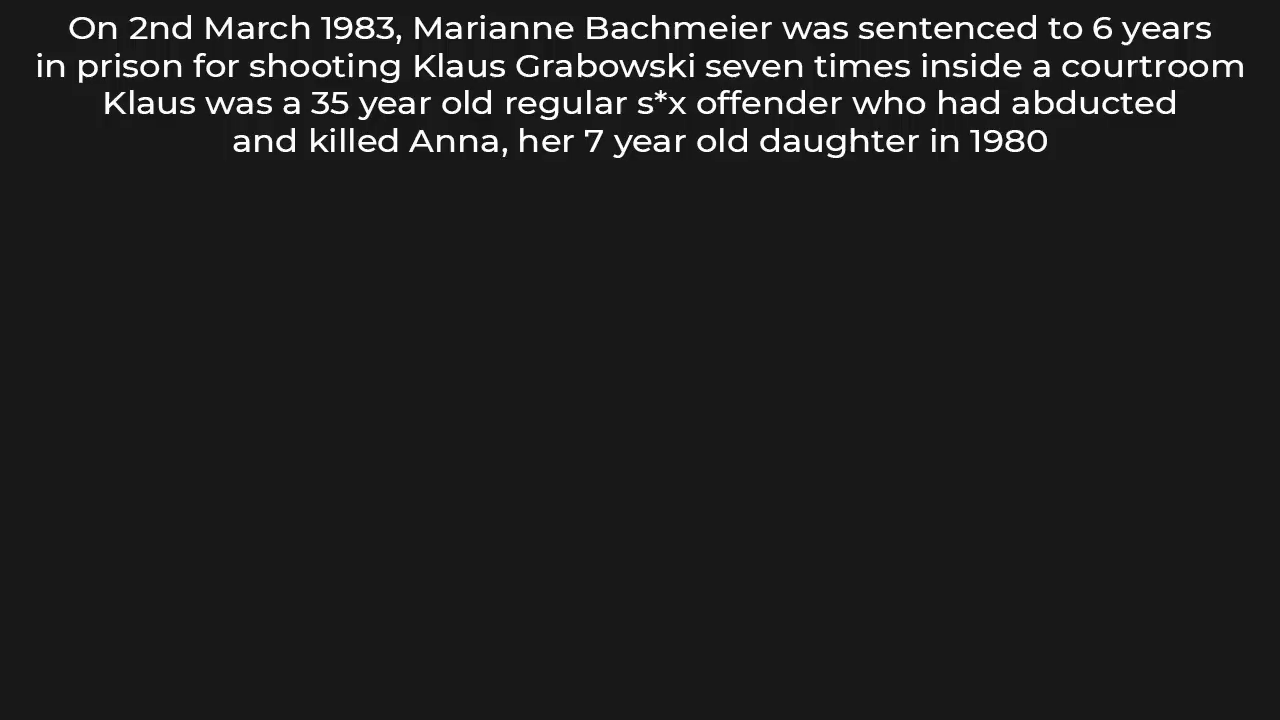 On 2nd March 1983, Marianne Bachmeier was sentenced to 6 years
in prison for shooting Klaus Grabowski seven times inside a courtroom
Klaus was a 35 year old regular s*x offender who had abducted
and killed Anna, her 7 year old daughter in 1980